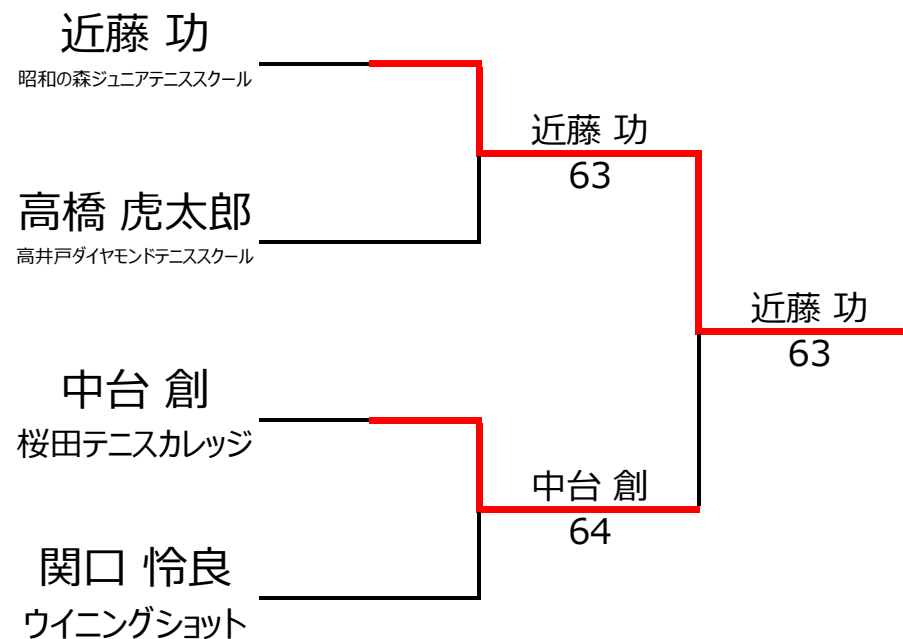 近藤 功
昭和の森ジュニアテニススクール
近藤 功
63
高橋 虎太郎
高井戸ダイヤモンドテニススクール
近藤 功
63
中台 創
桜田テニスカレッジ
中台 創
64
関口 怜良
ウイニングショット